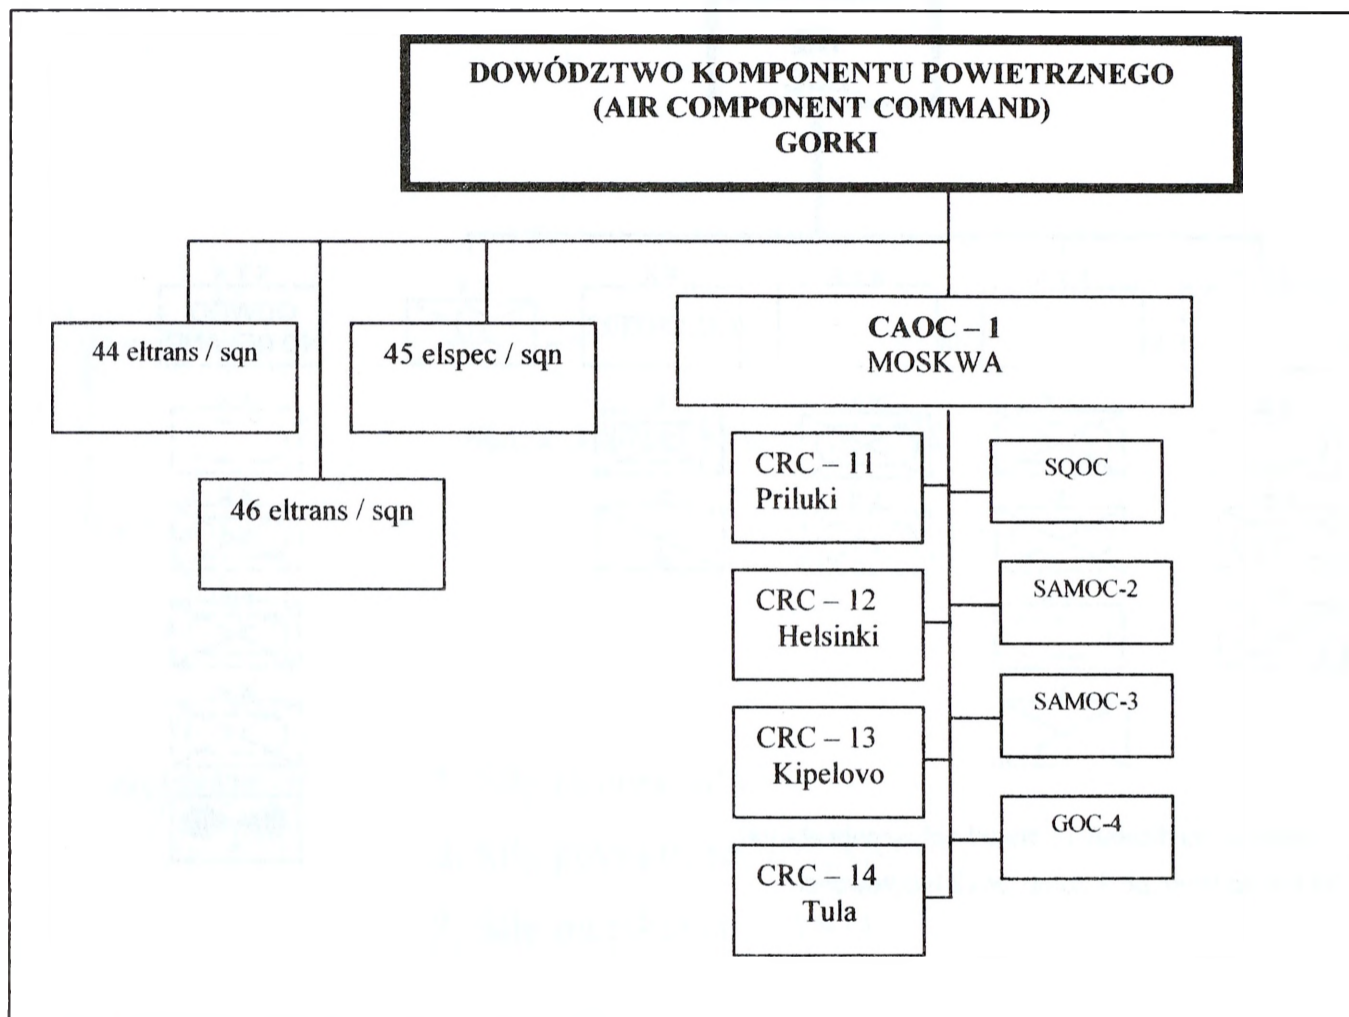 DOWÓDZTWO KOMPONENTU POWIETRZNEGO
(AIR COMPONENT COMMAND)
GORKI
44 eltrans / sqn
45 elspec / sqn
46 eltrans / sqn
CAOC – 1
MOSKWA
CRC – 11
Priluki
SQOC
CRC – 12
Helsinki
SAMOC-2
CRC – 13
Kipelovo
SAMOC-3
CRC – 14
Tula
GOC-4